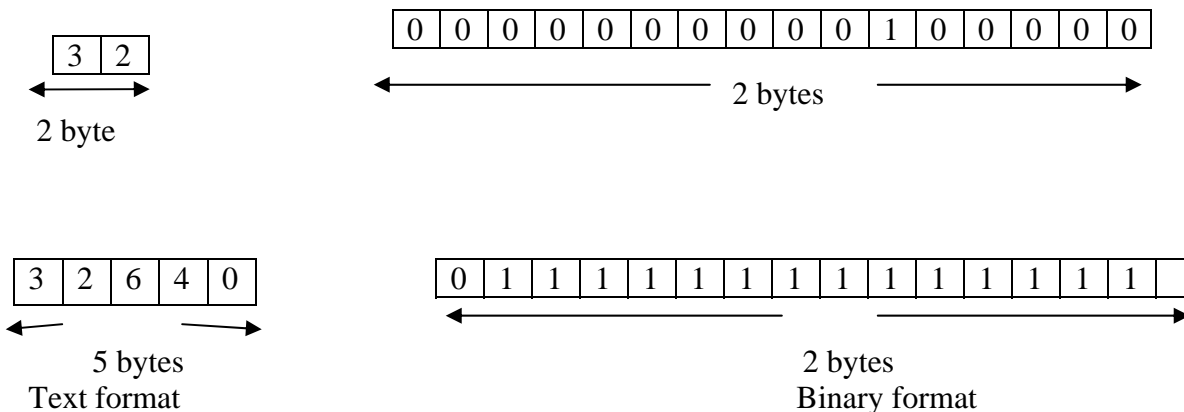 3 2
0 0 0 0 0 0 0 0 0 0 1 0 0 0 0 0
2 byte
2 bytes
3 2 6 4 0
0 1 1 1 1 1 1 1 1 1 1 1 1 1 1
5 bytes
2 bytes
Text format
Binary format